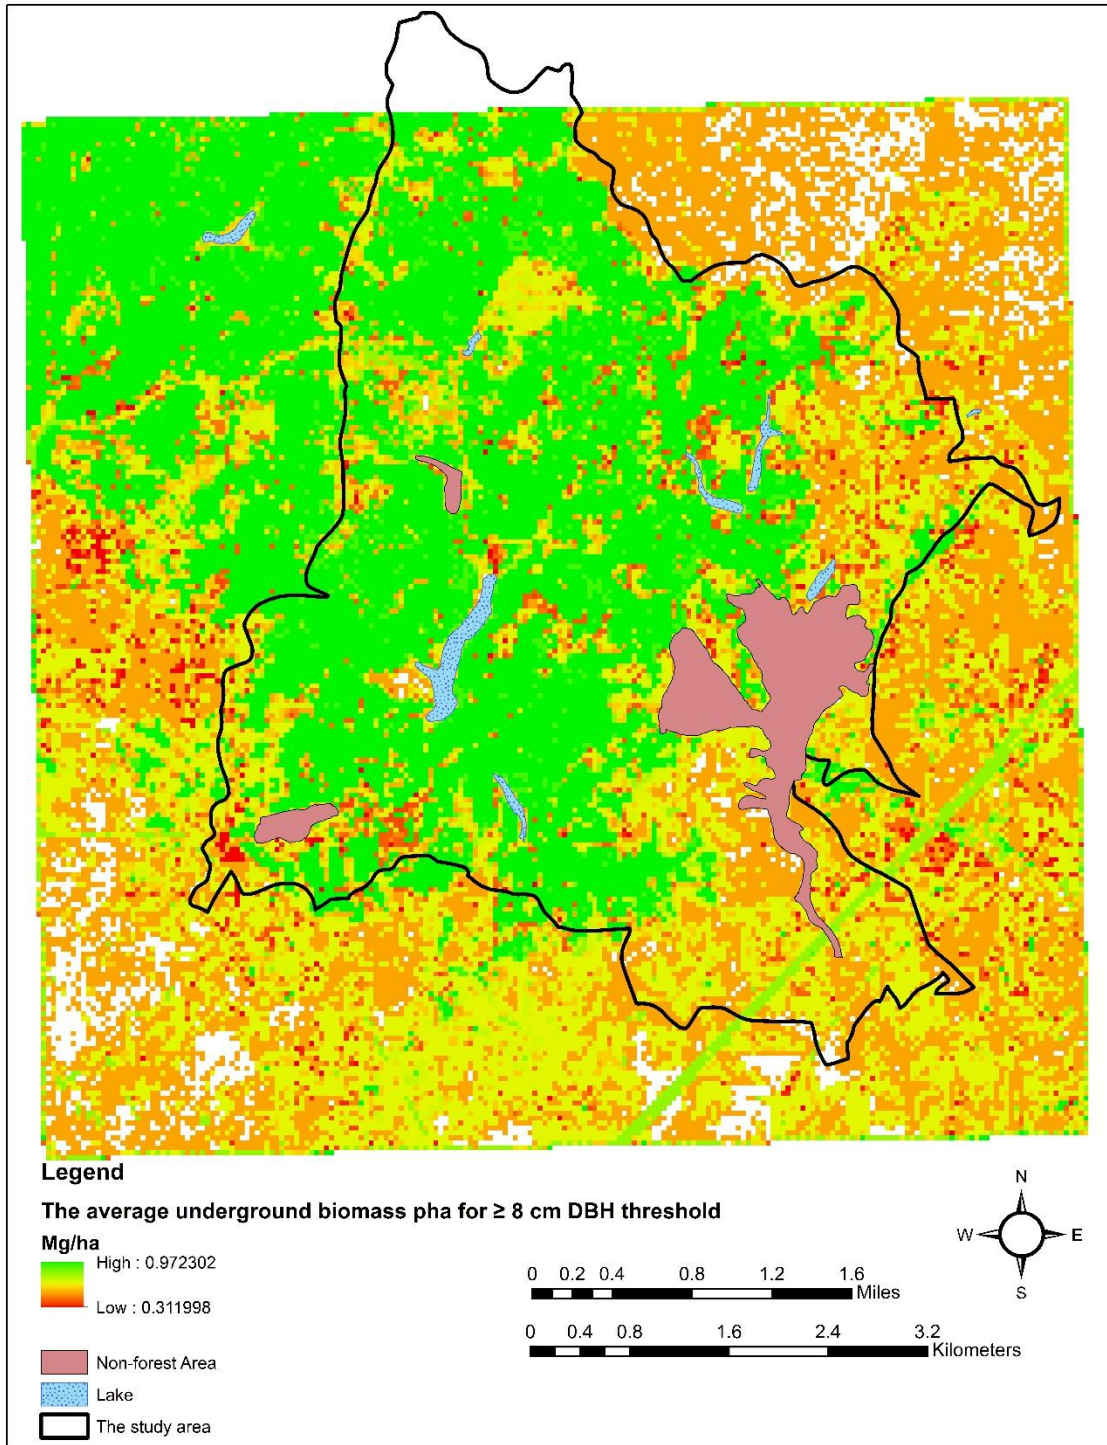 Legend
The average underground biomass pha for ≥ 8 cm DBH threshold
Mg/ha
High : 0.972302
Low : 0.311998
Non-forest Area
Lake
The study area
0 0.2 0.4 0.8 1.2 1.6
Miles
0 0.4 0.8 1.6 2.4 3.2
Kilometers
N
W E
S